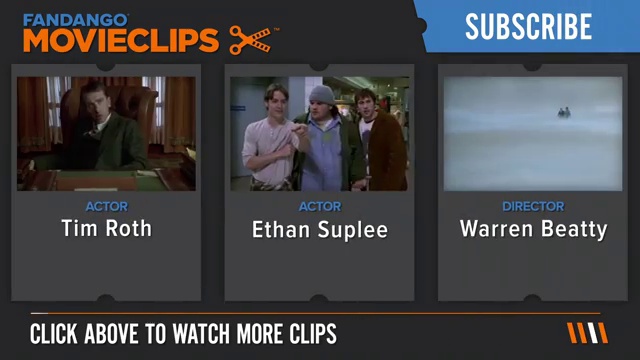 FANDANGO
MOVIECLIPS
SUBSCRIBE
ACTOR
Tim Roth
ACTOR
Ethan Suplee
DIRECTOR
Warren Beatty
CLICK ABOVE TO WATCH MORE CLIPS